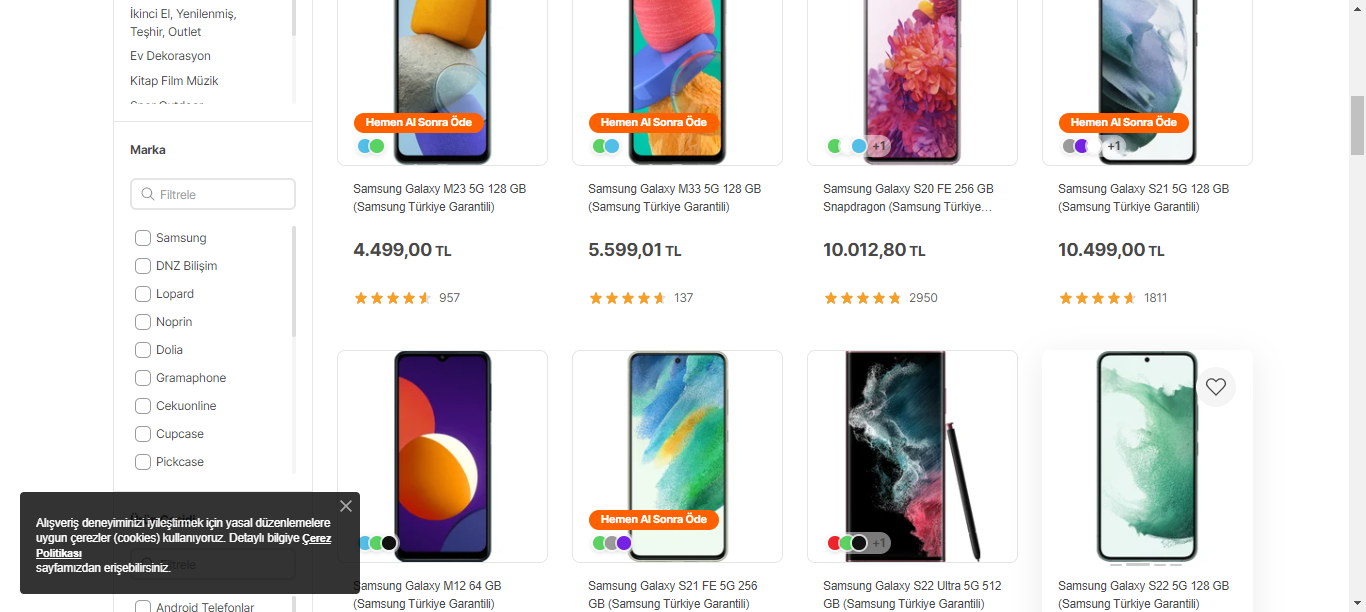 İkinci El, Yenilenmiş,
Teşhir, Outlet
Ev Dekorasyon
Kitap Film Müzik
Spor Outdoor
Marka
Filtrele
Samsung
DNZ Bilişim
Lopard
Noprin
Dolia
Gramaphone
Cekuonline
Cupcase
Pickcase
Filtrele
Android Telefonlar
Hemen Al Sonra Öde
Samsung Galaxy M23 5G 128 GB
(Samsung Türkiye Garantili)
4.499,00 TL
957
Hemen Al Sonra Öde
Samsung Galaxy M33 5G 128 GB
(Samsung Türkiye Garantili)
5.599,01 TL
137
+1
Samsung Galaxy S20 FE 256 GB
Snapdragon (Samsung Türkiye…
10.012,80 TL
2950
Hemen Al Sonra Öde
+1
Samsung Galaxy S21 5G 128 GB
(Samsung Türkiye Garantili)
10.499,00 TL
1811
Samsung Galaxy M12 64 GB
(Samsung Türkiye Garantili)
Hemen Al Sonra Öde
Samsung Galaxy S21 FE 5G 256
GB (Samsung Türkiye Garantili)
+1
Samsung Galaxy S22 Ultra 5G 512
GB (Samsung Türkiye Garantili)
Samsung Galaxy S22 5G 128 GB
(Samsung Türkiye Garantili)
Alışveriş deneyiminizi iyileştirmek için yasal düzenlemelere
uygun çerezler (cookies) kullanıyoruz. Detaylı bilgiye Çerez
Politikası
sayfamızdan erişebilirsiniz.